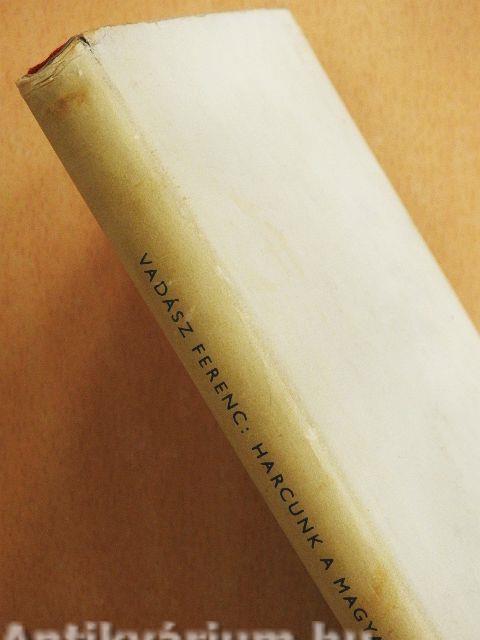 VADÁSZ FERENC: HARCUNK A MAGYA
Antikvárium.hu